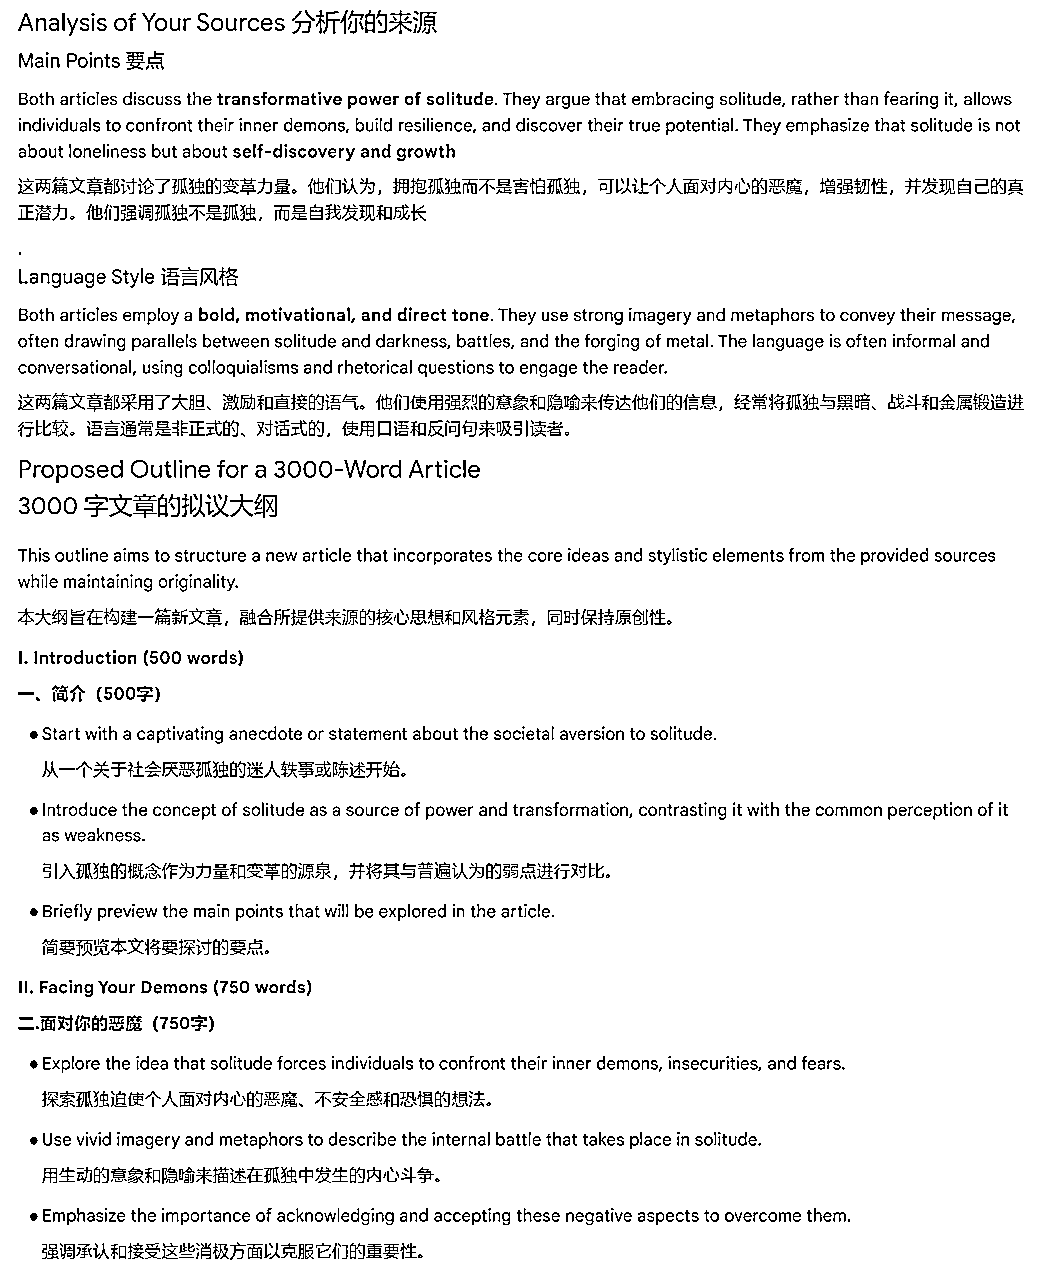 Analysis of Your Sources 分析你的来源
Main Points 要点
Both articles discuss the transformative power of solitude. They argue that embracing solitude, rather than fearing it, allows
individuals to confront their inner demons, build resilience, and discover their true potential. They emphasize that solitude is not
about loneliness but about self-discovery and growth
这两篇文章都讨论了孤独的变革力量。他们认为，拥抱孤独而不是害怕孤独，可以让个人面对内心的恶魔，增强韧性，并发现自己的真
正潜力。他们强调孤独不是孤独，而是自我发现和成长
.
Language Style 语言风格
Both articles employ a bold, motivational, and direct tone. They use strong imagery and metaphors to convey their message,
often drawing parallels between solitude and darkness, battles, and the forging of metal. The language is often informal and
conversational, using colloquialisms and rhetorical questions to engage the reader.
这两篇文章都采用了大胆、激励和直接的语气。他们使用强烈的意象和隐喻来传达他们的信息，经常将孤独与黑暗、战斗和金属锻造进
行比较。语言通常是非正式的、对话式的，使用口语和反问句来吸引读者。
Proposed Outline for a 3000-Word Article
3000 字文章的拟议大纲
This outline aims to structure a new article that incorporates the core ideas and stylistic elements from the provided sources
while maintaining originality.
本大纲旨在构建一篇新文章，融合所提供来源的核心思想和风格元素，同时保持原创性。
I. Introduction (500 words)
一、简介（500字）
● Start with a captivating anecdote or statement about the societal aversion to solitude.
从一个关于社会厌恶孤独的迷人轶事或陈述开始。
● Introduce the concept of solitude as a source of power and transformation, contrasting it with the common perception of it
as weakness.
引入孤独的概念作为力量和变革的源泉，并将其与普遍认为的弱点进行对比。
● Briefly preview the main points that will be explored in the article.
简要预览本文将要探讨的要点。
II. Facing Your Demons (750 words)
二.面对你的恶魔（750字）
● Explore the idea that solitude forces individuals to confront their inner demons, insecurities, and fears.
探索孤独迫使个人面对内心的恶魔、不安全感和恐惧的想法。
● Use vivid imagery and metaphors to describe the internal battle that takes place in solitude.
用生动的意象和隐喻来描述在孤独中发生的内心斗争。
● Emphasize the importance of acknowledging and accepting these negative aspects to overcome them.
强调承认和接受这些消极方面以克服它们的重要性。